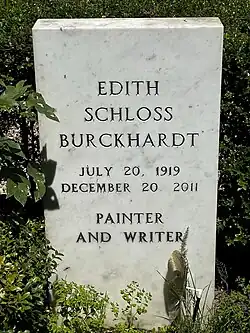 EDITH
SCHLOSS
BURCKHARDT
JULY 20, 1919
DECEMBER 20 2011
PAINTER
AND WRITER